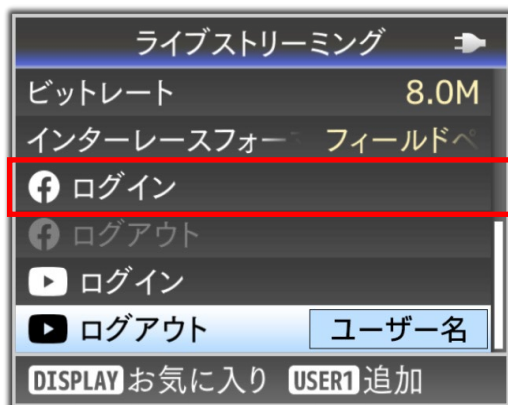 ライブストリーミング
ビットレート 8.0M
インターレースフォー フィールドペ
ログイン
ログアウト
ログイン
ログアウト ユーザー名
DISPLAY お気に入り USER1 追加